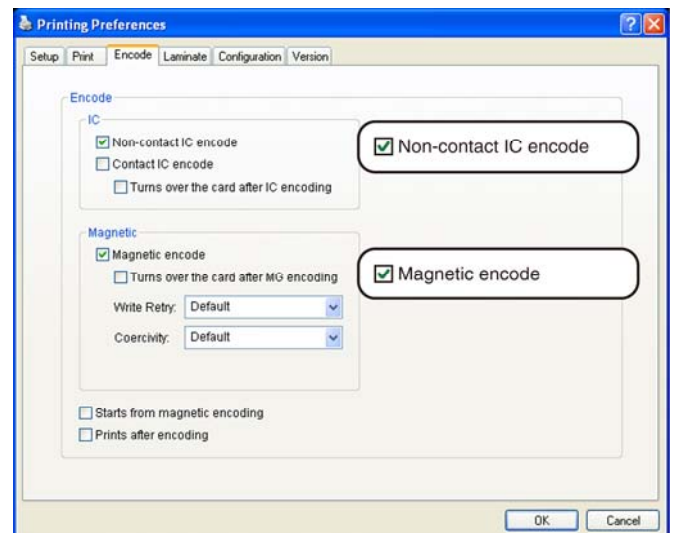 Printing Preferences
Setup Print Encode Laminate Configuration Version
Encode
IC
Non-contact IC encode
Non-contact IC encode
Contact IC encode
Turns over the card after IC encoding
Magnetic
Magnetic encode
Magnetic encode
Turns over the card after MG encoding
Write Retry: Default
Coercivity: Default
Starts from magnetic encoding
Prints after encoding
OK Cancel